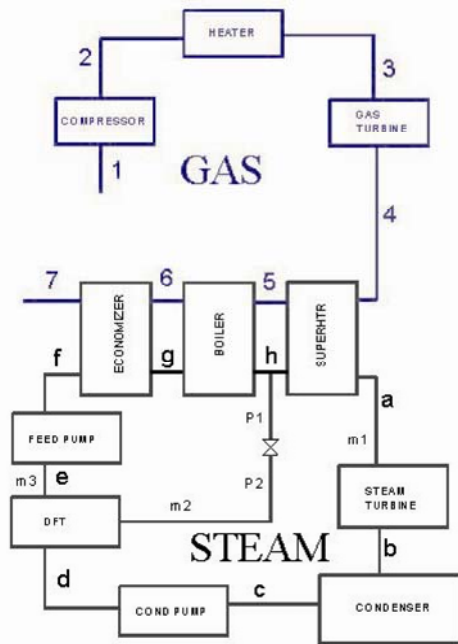 HEATER
2
3
COMPRESSOR
GAS
TURBINE
1
GAS
4
7
6
5
ECONOMIZER
BOILER
SUPERHTR
f
g
h
a
P1
FEED PUMP
m1
m3
e
P2
STEAM
TURBINE
m2
DFT
STEAM
b
d
c
COND PUMP
CONDENSER